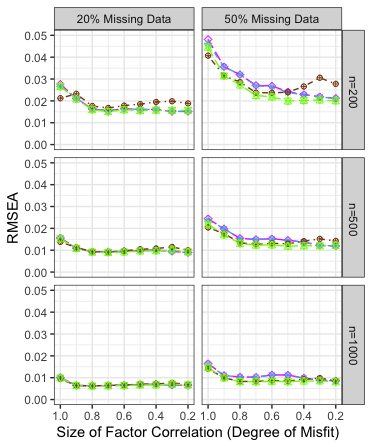 20% Missing Data
50% Missing Data
0.05
0.04
0.03
0.02
0.01
0.00
n=200
0.05
0.04
0.03
0.02
0.01
0.00
n=500
0.05
0.04
0.03
0.02
0.01
0.00
n=1000
RMSEA
1.0 0.8 0.6 0.4 0.2 1.0 0.8 0.6 0.4 0.2
Size of Factor Correlation (Degree of Misfit)